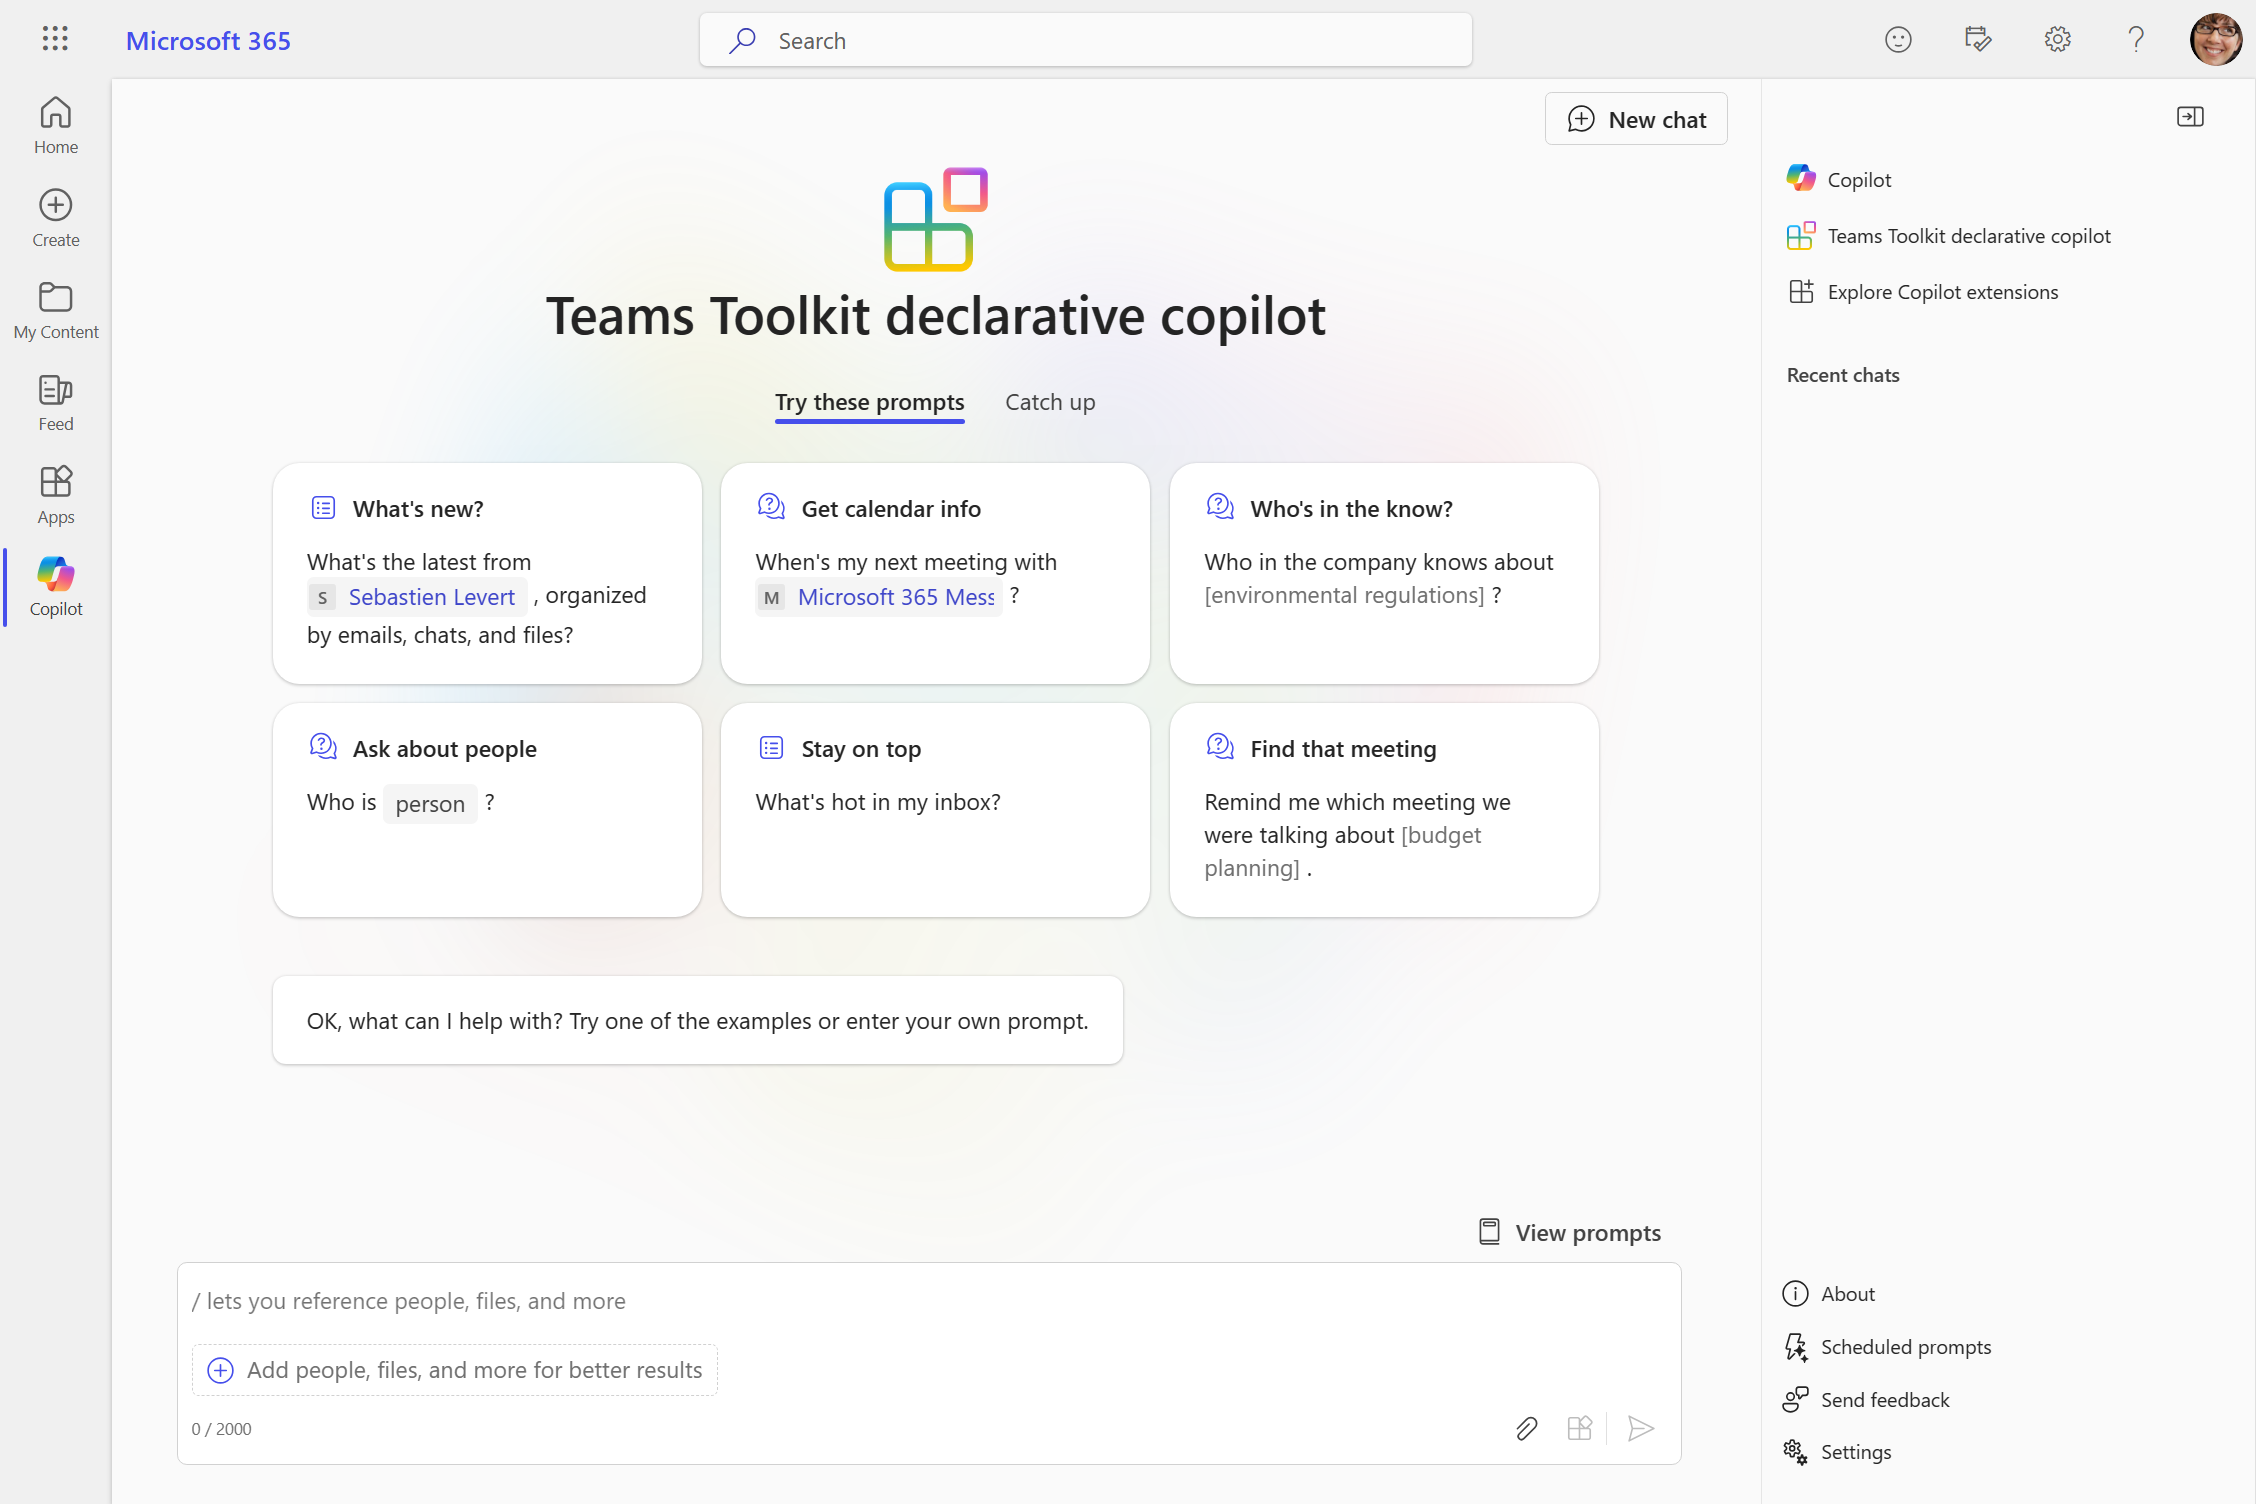 Microsoft 365
Search
Home
Create
My Content
Feed
Apps
Copilot
New chat
Teams Toolkit declarative copilot
Try these prompts
Catch up
What's new?
What's the latest from
S Sebastien Levert , organized
by emails, chats, and files?
Get calendar info
When's my next meeting with
M Microsoft 365 Mess ?
Who's in the know?
Who in the company knows about
[environmental regulations] ?
Ask about people
Who is person ?
Stay on top
What's hot in my inbox?
Find that meeting
Remind me which meeting we
were talking about [budget
planning] .
OK, what can I help with? Try one of the examples or enter your own prompt.
View prompts
/ lets you reference people, files, and more
Add people, files, and more for better results
0 / 2000
Copilot
Teams Toolkit declarative copilot
Explore Copilot extensions
Recent chats
About
Scheduled prompts
Send feedback
Settings